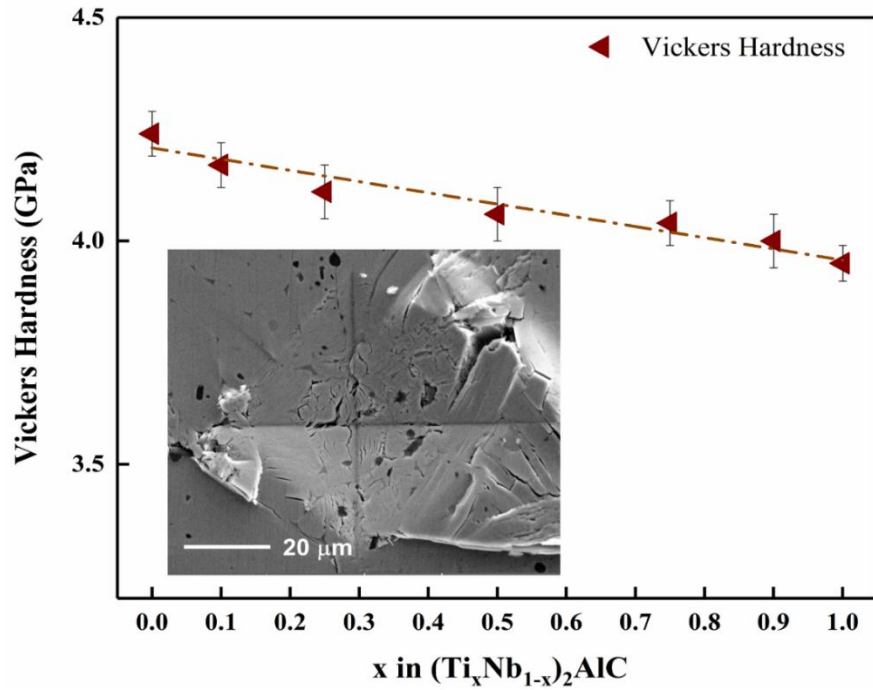 4.5
Vickers Hardness
4.0
Vickers Hardness (GPa)
3.5
20 μm
0.0 0.1 0.2 0.3 0.4 0.5 0.6 0.7 0.8 0.9 1.0
x in (TiₓNb₁₋ₓ)₂AlC